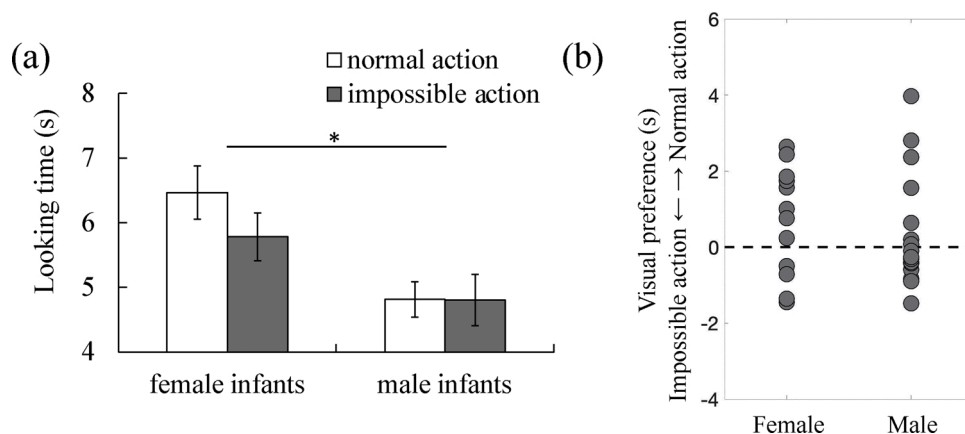 (a)
normal action
impossible action
8
7
6
5
4
Looking time (s)
*
female infants
male infants
(b)
6
4
2
0
-2
-4
Visual preference (s)
Impossible action ← → Normal action
Female
Male